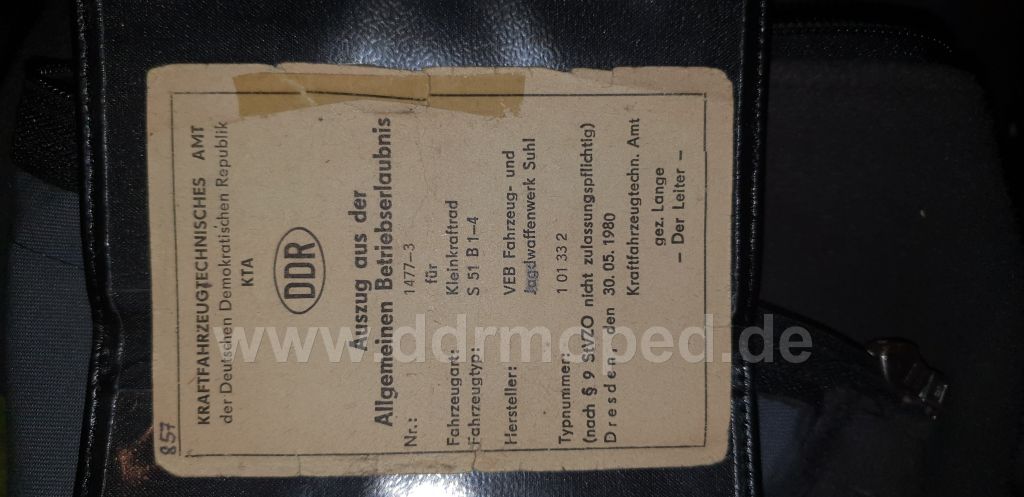 857
KRAFTFAHRZEUGTECHNISCHES AMT
der Deutschen Demokratischen Republik
KTA
DDR
Auszug aus der
Allgemeinen Betriebserlaubnis
Nr.: 1477-3
für
Fahrzeugart: Kleinkraftrad
Fahrzeugtyp: S 51 B 1-4
Hersteller: VEB Fahrzeug- und
Jagdwaffenwerk Suhl
Typnummer: 1 01 33 2
(nach § 9 StVZO nicht zulassungspflichtig)
Dresden, den 30. 05. 1980
Kraftfahrzeugtechn. Amt
gez. Lange
- Der Leiter -
www.ddrmoped.de